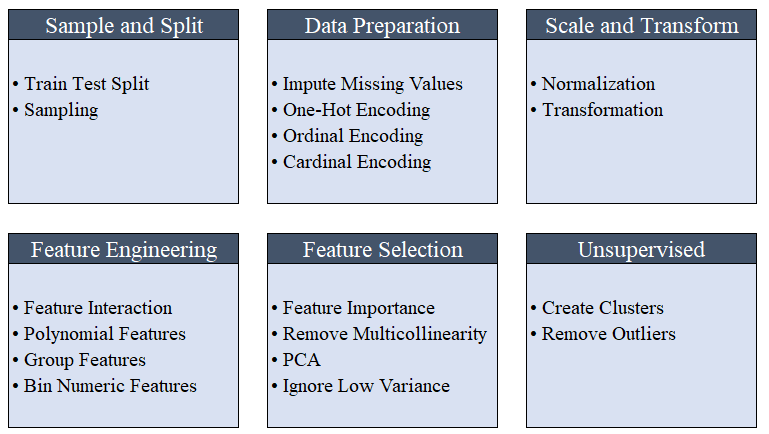 Sample and Split
• Train Test Split
• Sampling
Data Preparation
• Impute Missing Values
• One-Hot Encoding
• Ordinal Encoding
• Cardinal Encoding
Scale and Transform
• Normalization
• Transformation
Feature Engineering
• Feature Interaction
• Polynomial Features
• Group Features
• Bin Numeric Features
Feature Selection
• Feature Importance
• Remove Multicollinearity
• PCA
• Ignore Low Variance
Unsupervised
• Create Clusters
• Remove Outliers